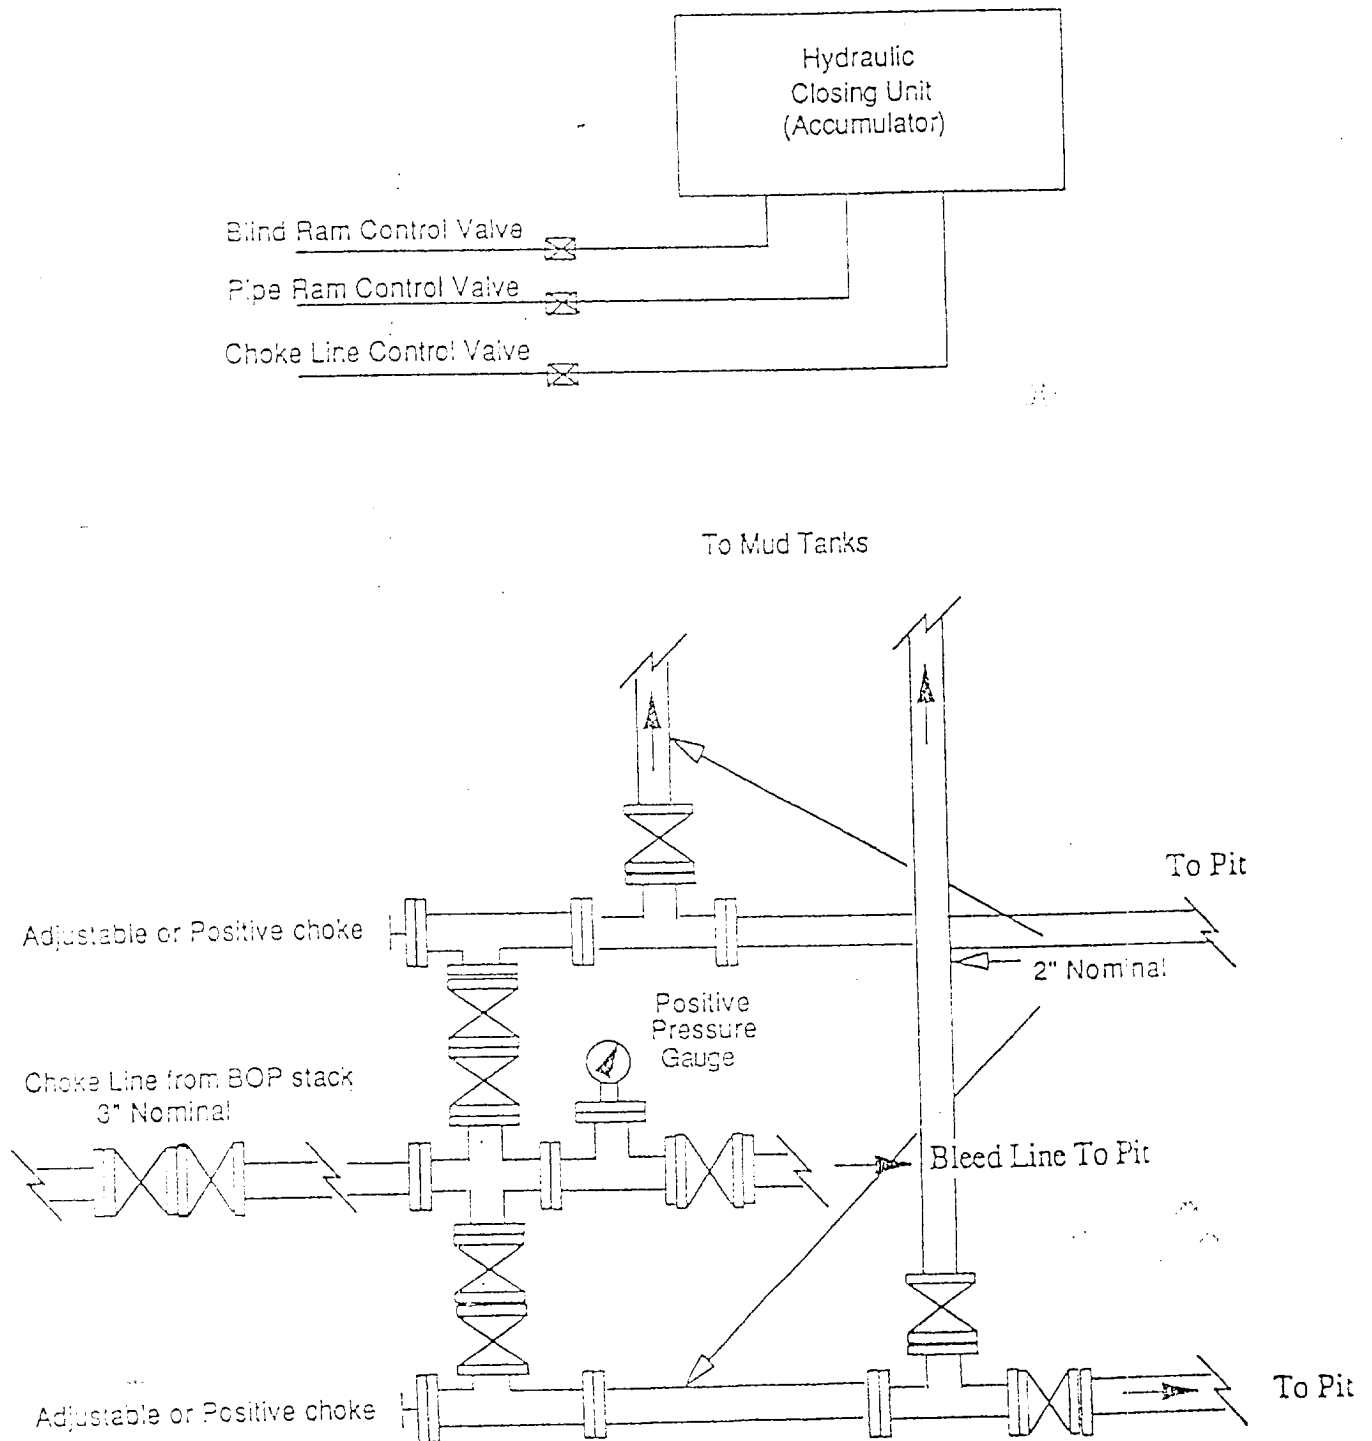 Hydraulic
Closing Unit
(Accumulator)
Blind Ram Control Valve
Pipe Ram Control Valve
Choke Line Control Valve
To Mud Tanks
To Pit
Adjustable or Positive choke
2" Nominal
Positive
Pressure
Gauge
Choke Line from BOP stack
3" Nominal
Bleed Line To Pit
To Pit
Adjustable or Positive choke